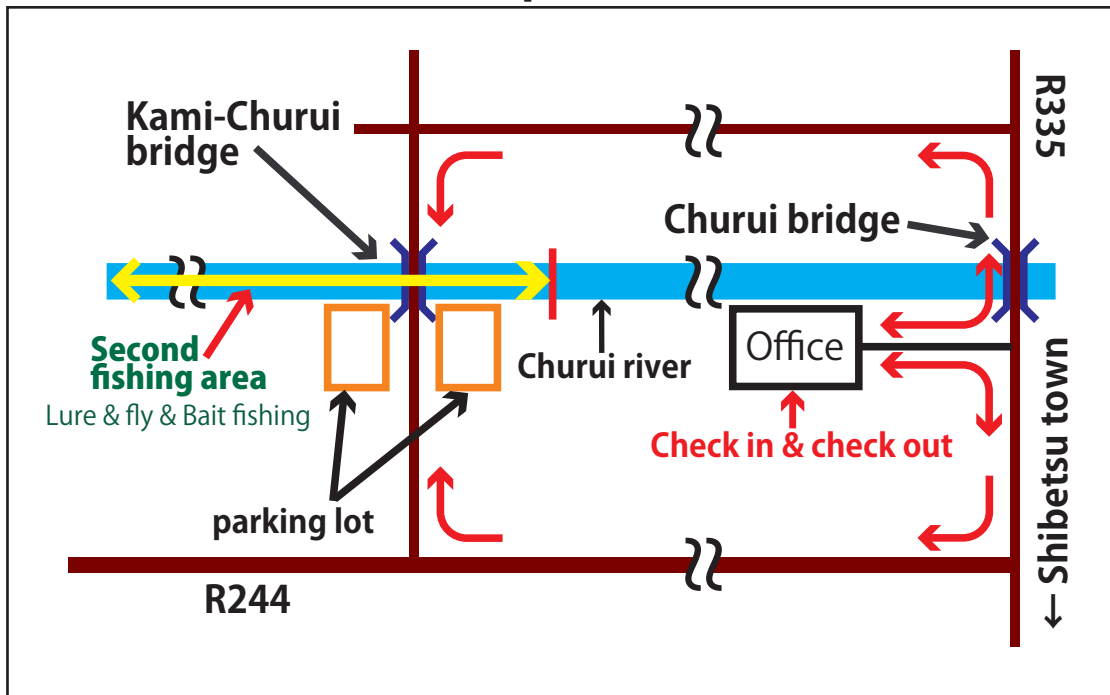 Kami-Churui
bridge
R335
Churui bridge
Second
fishing area
Lure & fly & Bait fishing
Churui river
Office
Check in & check out
parking lot
R244
← Shibetsu town